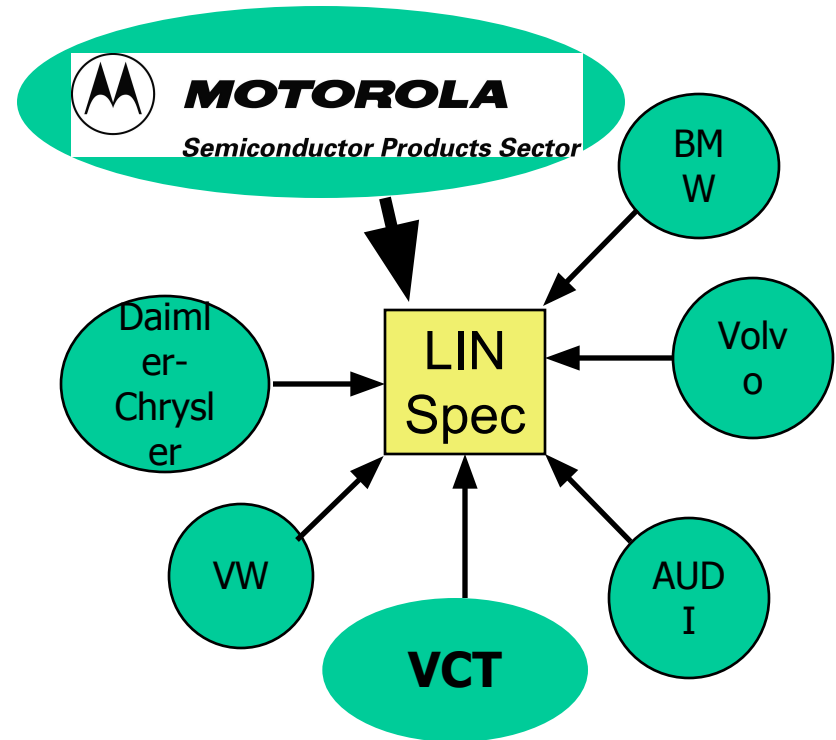 MOTOROLA
Semiconductor Products Sector
BM
W
Daiml
er-
Chrysl
er
LIN
Spec
Volv
o
VW
AUD
I
VCT